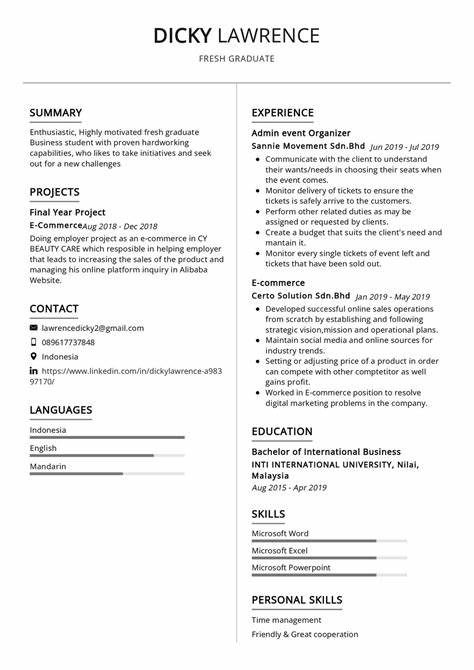 DICKY LAWRENCE
FRESH GRADUATE
SUMMARY
Enthusiastic, Highly motivated fresh graduate
Business student with proven hardworking
capabilities, who likes to take initiatives and seek
out for a new challenges
PROJECTS
Final Year Project
E-CommerceAug 2018 - Dec 2018
Doing employer project as an e-commerce in CY
BEAUTY CARE which resposible in helping employer
that leads to increasing the sales of the product and
managing his online platform inquiry in Alibaba
Website.
CONTACT
lawrencedicky2@gmail.com
089617737848
Indonesia
https://www.linkedin.com/in/dickylawrence-a983
97170/
LANGUAGES
Indonesia
English
Mandarin
EXPERIENCE
Admin event Organizer
Sannie Movement Sdn.Bhd Jun 2019 - Jul 2019
• Communicate with the client to understand
their wants/needs in choosing their seats when
the event comes.
• Monitor delivery of tickets to ensure the
tickets is safely arrive to the customers.
• Perform other related duties as may be
assigned or requested by clients.
• Create a budget that suits the client's need and
mantain it.
• Monitor every single tickets of event left and
tickets that have been sold out.
E-commerce
Certo Solution Sdn.Bhd Jan 2019 - May 2019
• Developed successful online sales operations
from scratch by establishing and following
strategic vision,mission and operational plans.
• Maintain social media and online sources for
industry trends.
• Setting or adjusting price of a product in order
can compete with other comptetitor as well
gains profit.
• Worked in E-commerce position to resolve
digital marketing problems in the company.
EDUCATION
Bachelor of International Business
INTI INTERNATIONAL UNIVERSITY, Nilai,
Malaysia
Aug 2015 - Apr 2019
SKILLS
Microsoft Word
Microsoft Excel
Microsoft Powerpoint
PERSONAL SKILLS
Time management
Friendly & Great cooperation